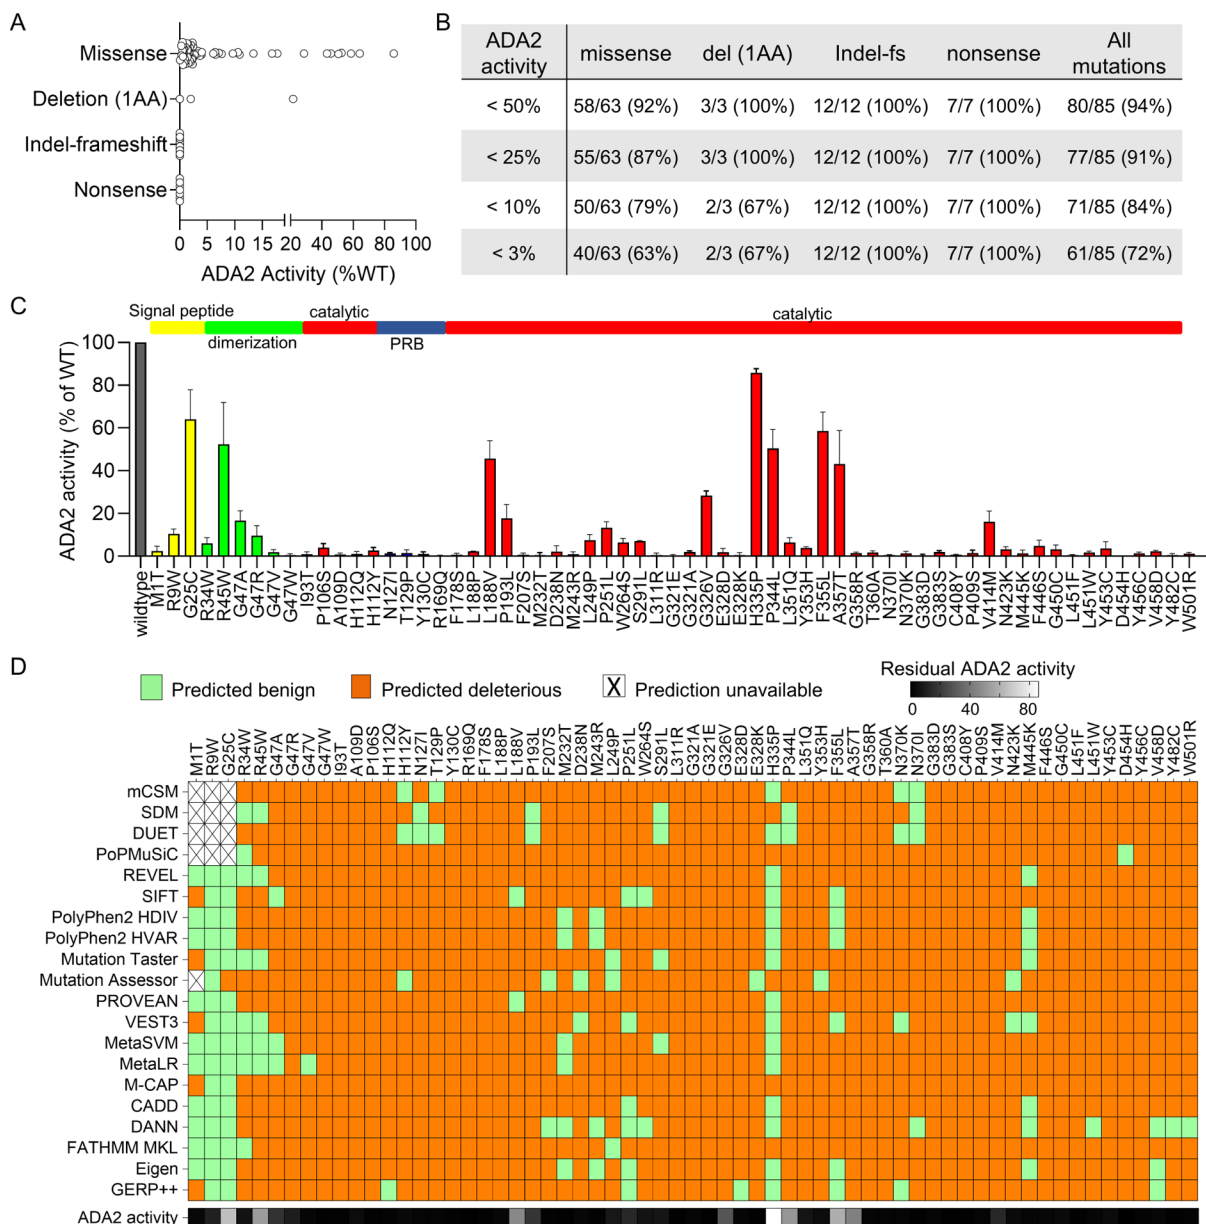 A
Missense
Deletion (1AA)
Indel-frameshift
Nonsense
0 5 10 15 20 40 60 80 100
ADA2 Activity (%WT)
B
ADA2 activity missense del (1AA) Indel-fs nonsense All mutations
< 50% 58/63 (92%) 3/3 (100%) 12/12 (100%) 7/7 (100%) 80/85 (94%)
< 25% 55/63 (87%) 3/3 (100%) 12/12 (100%) 7/7 (100%) 77/85 (91%)
< 10% 50/63 (79%) 2/3 (67%) 12/12 (100%) 7/7 (100%) 71/85 (84%)
< 3% 40/63 (63%) 2/3 (67%) 12/12 (100%) 7/7 (100%) 61/85 (72%)
C
Signal peptide catalytic catalytic
dimerization PRB
ADA2 activity (% of WT)
100
80
60
40
20
0
wildtype M1T R9W G25C R34W R45W G47A G47R G47V G47W I93T P106S A109D H112Q H112Y N127I T129P Y130C R169Q F178S L188P L188V P193L F207S M232T D238N M243R L249P P251L W264S S291L L311R G321E G321A G326V E328D E328K H335P P344L L351Q Y353H F355L A357T G358R T360A N370I N370K G383D G383S C408Y P409S V414M N423K M445K F446S G450C L451F L451W Y453C D454H Y456C V458D Y482C W501R
D
Predicted benign Predicted deleterious Prediction unavailable
Residual ADA2 activity
0 40 80
M1T R9W G25C R34W R45W G47A G47R G47V G47W I93T A109D P106S H112Q H112Y N127I T129P Y130C R169Q F178S L188P L188V P193L F207S M232T D238N M243R L249P P251L W264S S291L L311R G321A G321E G326V E328D E328K H335P P344L L351Q Y353H F355L A357T G358R T360A N370K N370I G383D G383S C408Y P409S V414M N423K M445K F446S G450C L451F L451W Y453C D454H Y456C V458D Y482C W501R
mCSM
SDM
DUET
PoPMuSiC
REVEL
SIFT
PolyPhen2 HDIV
PolyPhen2 HVAR
Mutation Taster
Mutation Assessor
PROVEAN
VEST3
MetaSVM
MetaLR
M-CAP
CADD
DANN
FATHMM MKL
Eigen
GERP++
ADA2 activity